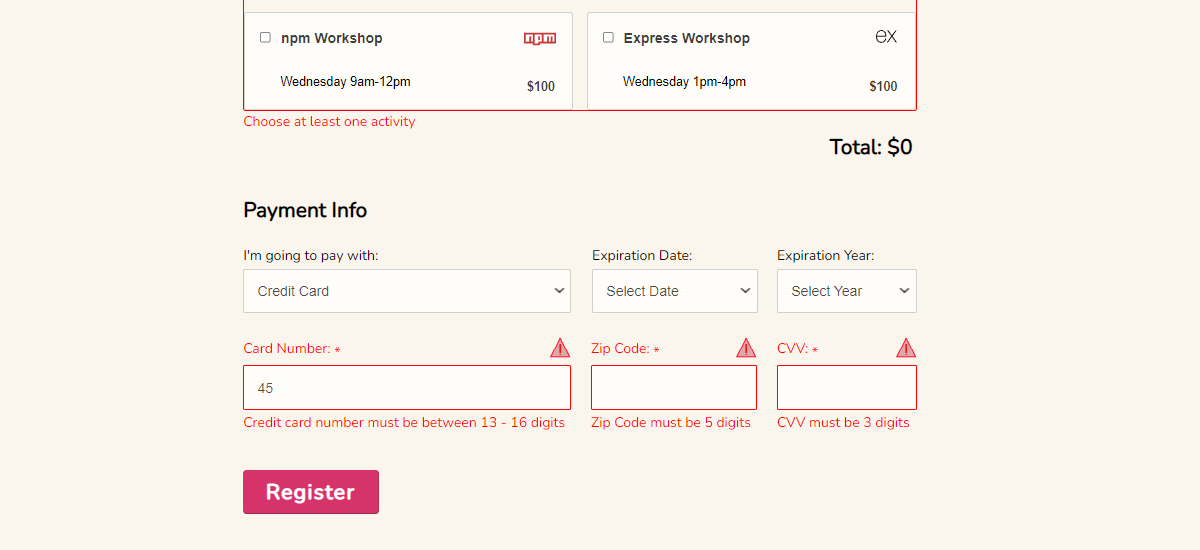 npm Workshop
npm
Wednesday 9am-12pm
$100
Express Workshop
ex
Wednesday 1pm-4pm
$100
Choose at least one activity
Total: $0
Payment Info
I'm going to pay with:
Credit Card
Expiration Date:
Select Date
Expiration Year:
Select Year
Card Number: *
45
Credit card number must be between 13 - 16 digits
Zip Code: *
Zip Code must be 5 digits
CVV: *
CVV must be 3 digits
Register